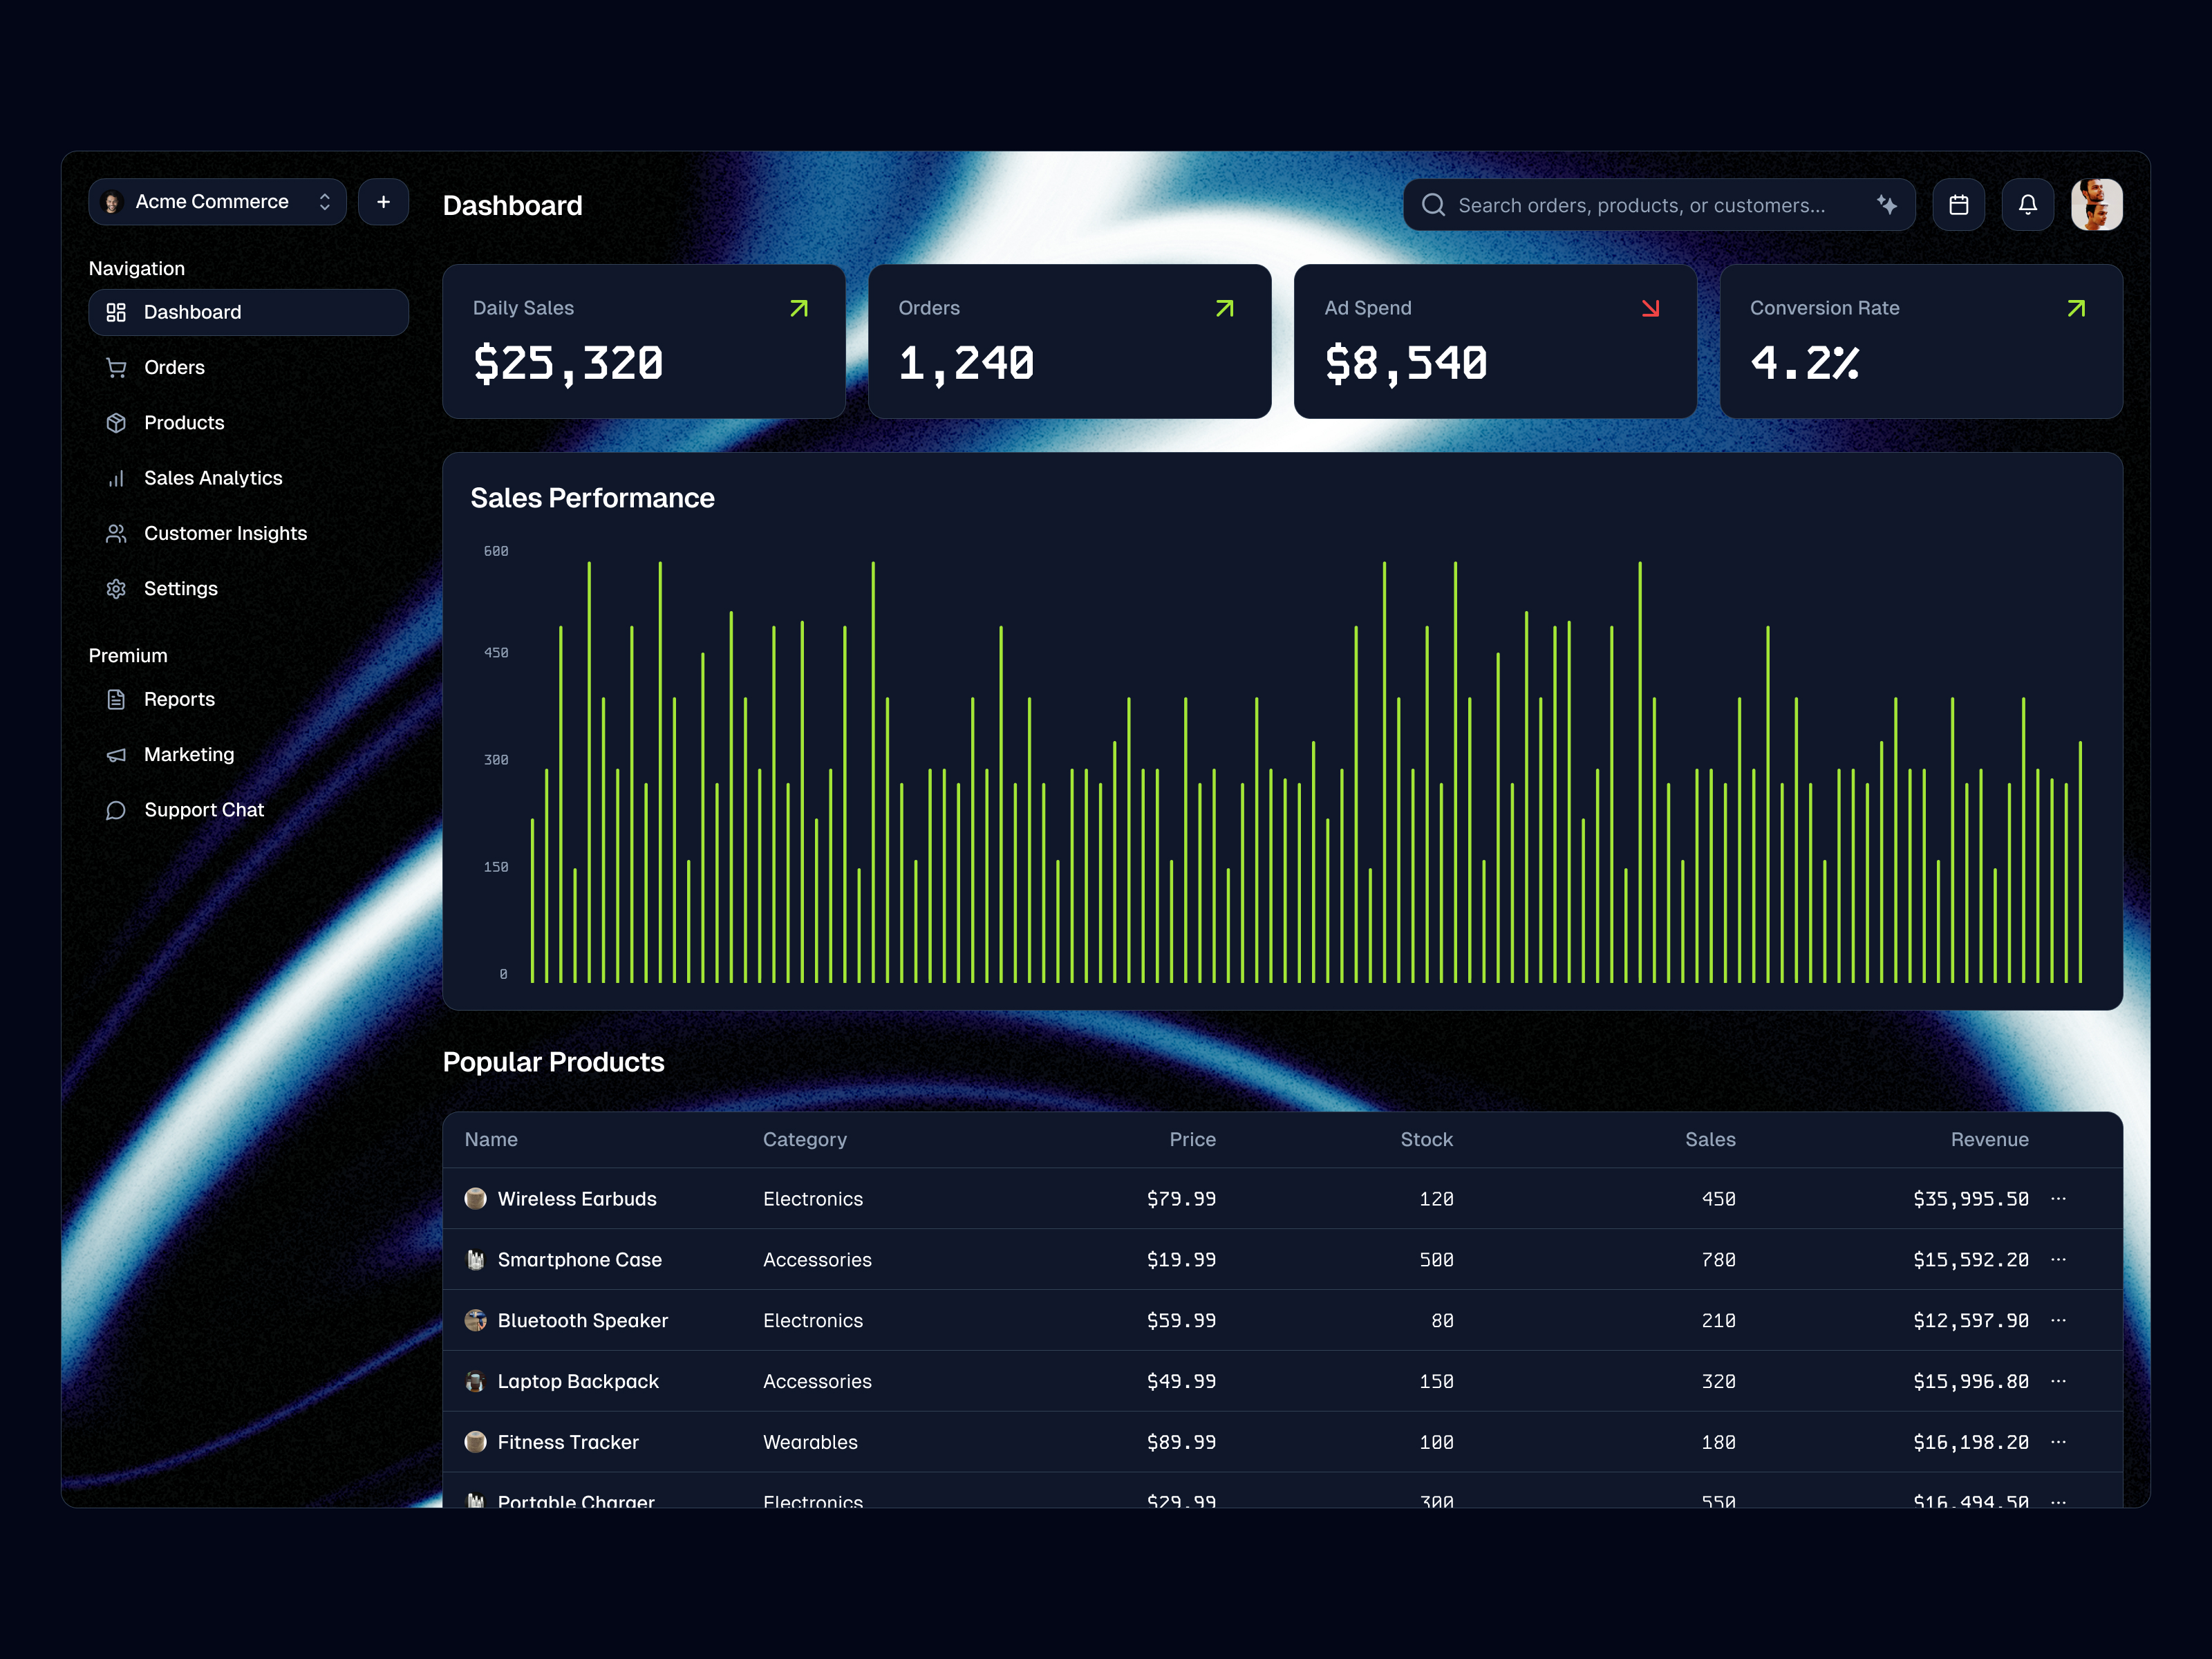 Acme Commerce
Dashboard
Search orders, products, or customers...
Navigation
Dashboard
Orders
Products
Sales Analytics
Customer Insights
Settings
Premium
Reports
Marketing
Support Chat
Daily Sales
$25,320
Orders
1,240
Ad Spend
$8,540
Conversion Rate
4.2%
Sales Performance
600
450
300
150
0
Popular Products
Name Category Price Stock Sales Revenue
Wireless Earbuds Electronics $79.99 120 450 $35,995.50
Smartphone Case Accessories $19.99 500 780 $15,592.20
Bluetooth Speaker Electronics $59.99 80 210 $12,597.90
Laptop Backpack Accessories $49.99 150 320 $15,996.80
Fitness Tracker Wearables $89.99 100 180 $16,198.20
Portable Charger Electronics $29.99 300 550 $16,494.50